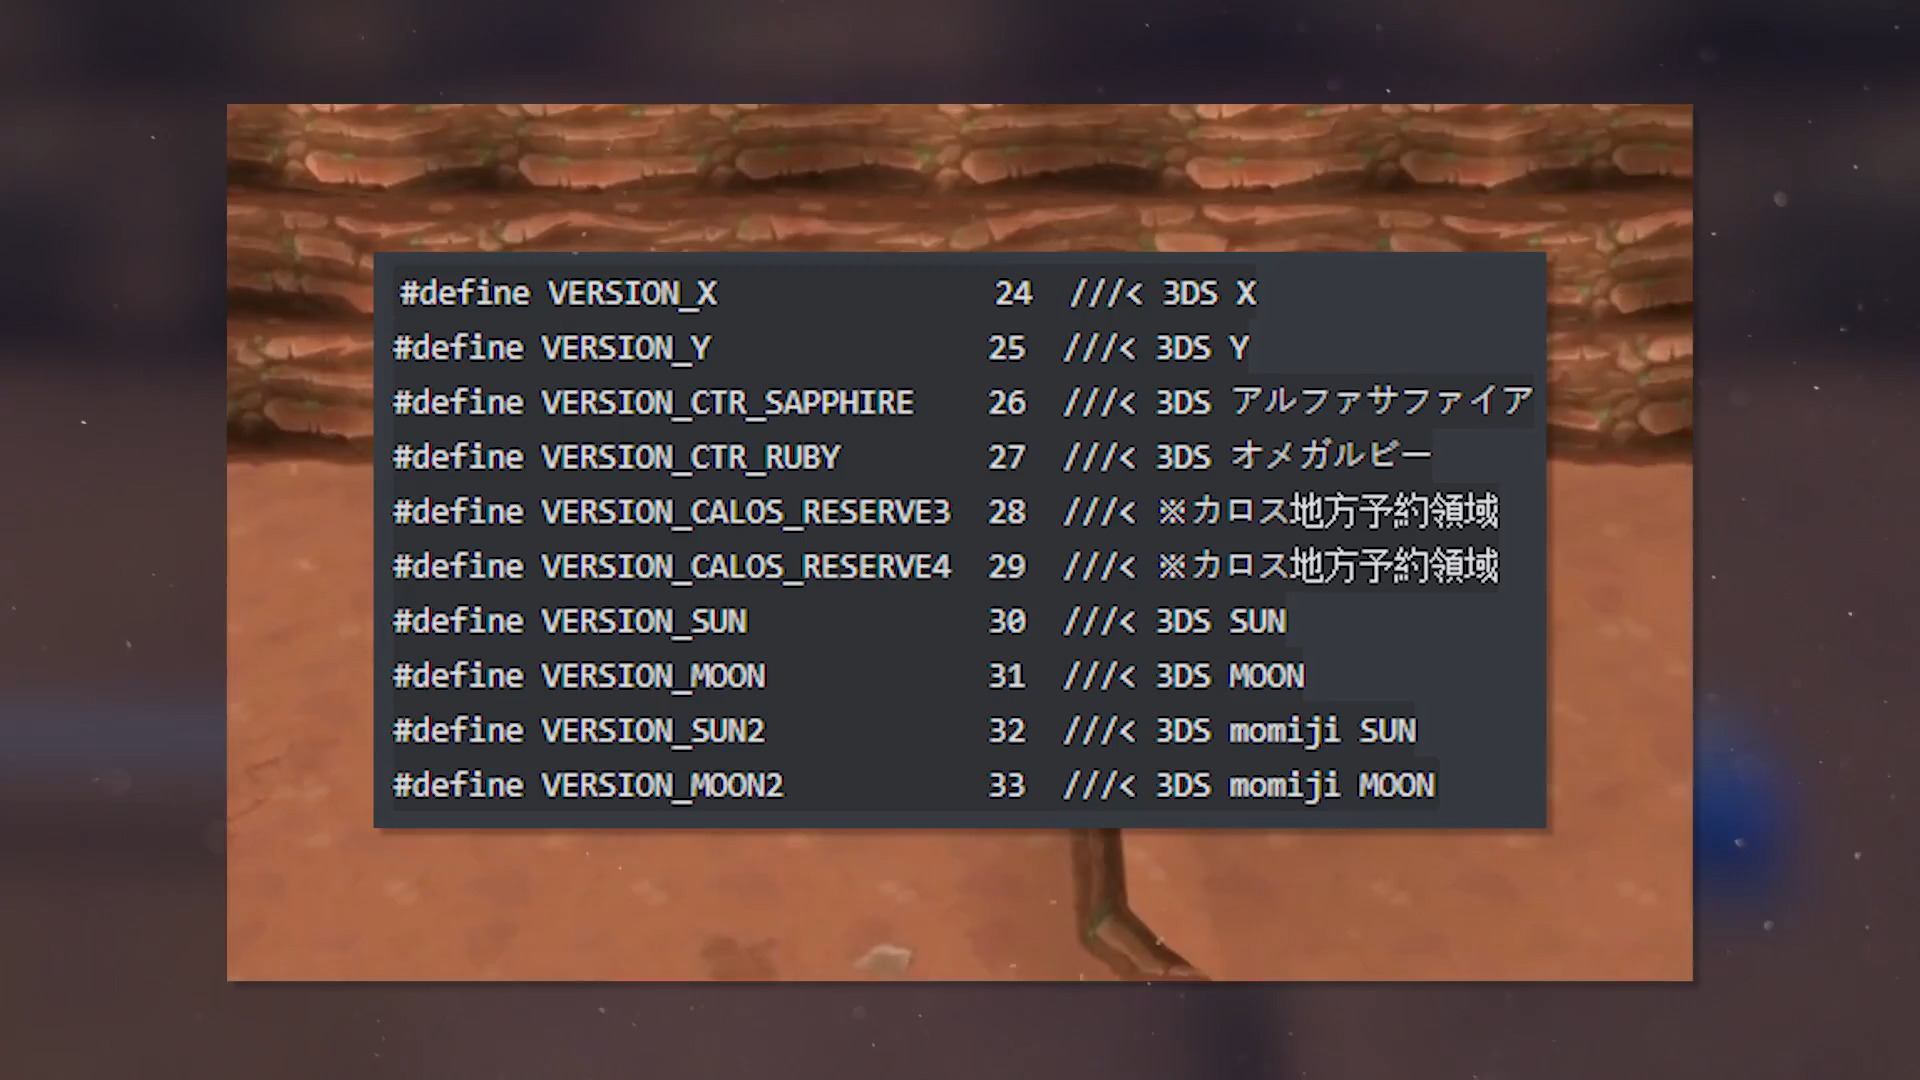 #define VERSION_X 24 ///< 3DS X
#define VERSION_Y 25 ///< 3DS Y
#define VERSION_CTR_SAPPHIRE 26 ///< 3DS アルファサファイア
#define VERSION_CTR_RUBY 27 ///< 3DS オメガルビー
#define VERSION_CALOS_RESERVE3 28 ///< ※カロス地方予約領域
#define VERSION_CALOS_RESERVE4 29 ///< ※カロス地方予約領域
#define VERSION_SUN 30 ///< 3DS SUN
#define VERSION_MOON 31 ///< 3DS MOON
#define VERSION_SUN2 32 ///< 3DS momiji SUN
#define VERSION_MOON2 33 ///< 3DS momiji MOON